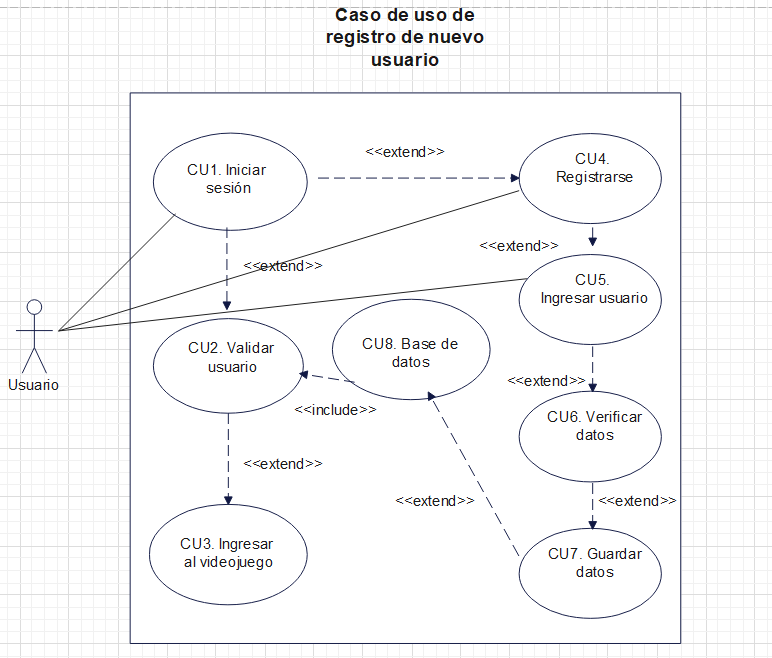 Caso de uso de
registro de nuevo
usuario
<<extend>>
CU1. Iniciar
sesión
CU4.
Registrarse
<<extend>>
<<extend>>
CU5.
Ingresar usuario
CU2. Validar
usuario
CU8. Base de
datos
Usuario
<<extend>>
<<include>>
CU6. Verificar
datos
<<extend>>
<<extend>>
<<extend>>
CU3. Ingresar
al videojuego
CU7. Guardar
datos